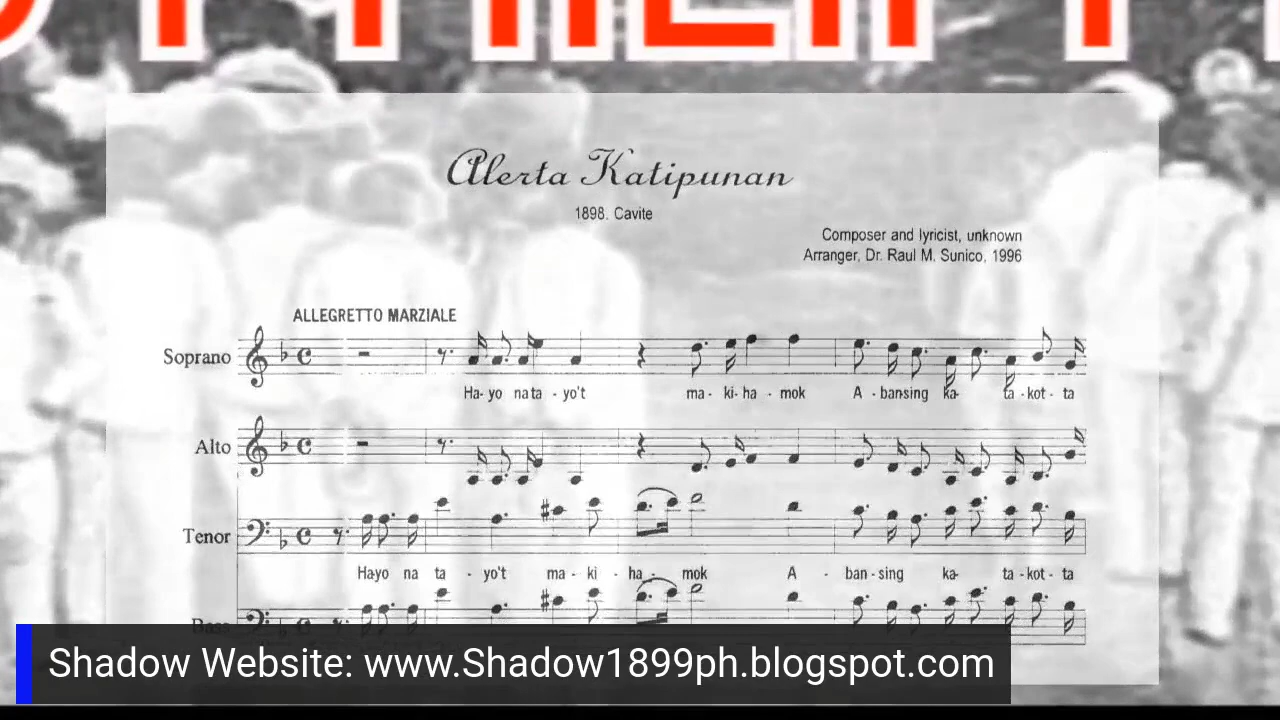 Alerta Katipunan
1898. Cavite
Composer and lyricist, unknown
Arranger, Dr. Raul M. Sunico, 1996
ALLEGRETTO MARZIALE
Soprano
Ha- yo nata - yo't ma - ki- ha - mok A - bansing ka- ta - kot - ta
Alto
Tenor
Hayo na ta - yo't ma - ki - ha - mok A - ban - sing ka- ta - kot - ta
Bass
Shadow Website: www.Shadow1899ph.blogspot.com